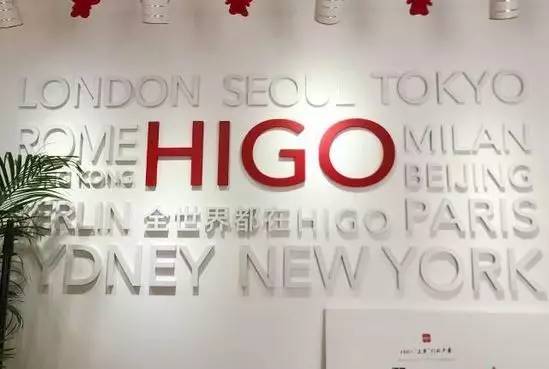 LONDON SEOUL TOKYO
ROME HIGO MILAN
KONG BEIJING
ERLIN 全世界都在HIGO PARIS
YDNEY NEW YORK